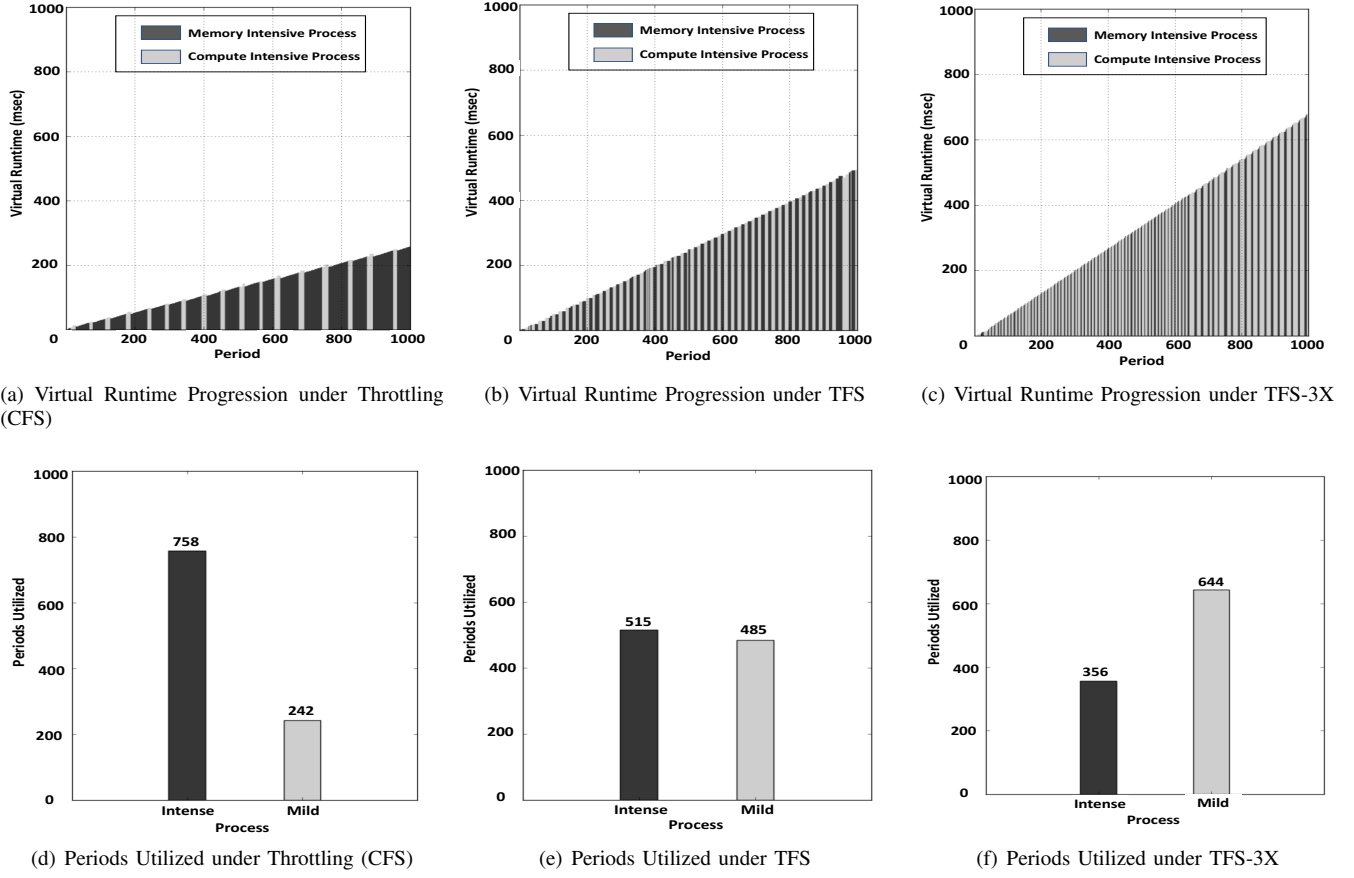 1000
800
600
400
200
0
Virtual Runtime (msec)
Memory Intensive Process
Compute Intensive Process
200
400
600
800
1000
Period
(a) Virtual Runtime Progression under Throttling
(CFS)
1000
800
600
400
200
0
Virtual Runtime (msec)
Memory Intensive Process
Compute Intensive Process
200
400
600
800
1000
Period
(b) Virtual Runtime Progression under TFS
1000
800
600
400
200
0
Virtual Runtime (msec)
Memory Intensive Process
Compute Intensive Process
200
400
600
800
1000
Period
(c) Virtual Runtime Progression under TFS-3X
1000
800
600
400
200
0
Periods Utilized
758
242
Intense Mild
Process
(d) Periods Utilized under Throttling (CFS)
1000
800
600
400
200
0
Periods Utilized
515
485
Intense Mild
Process
(e) Periods Utilized under TFS
1000
800
600
400
200
0
Periods Utilized
356
644
Intense Mild
Process
(f) Periods Utilized under TFS-3X